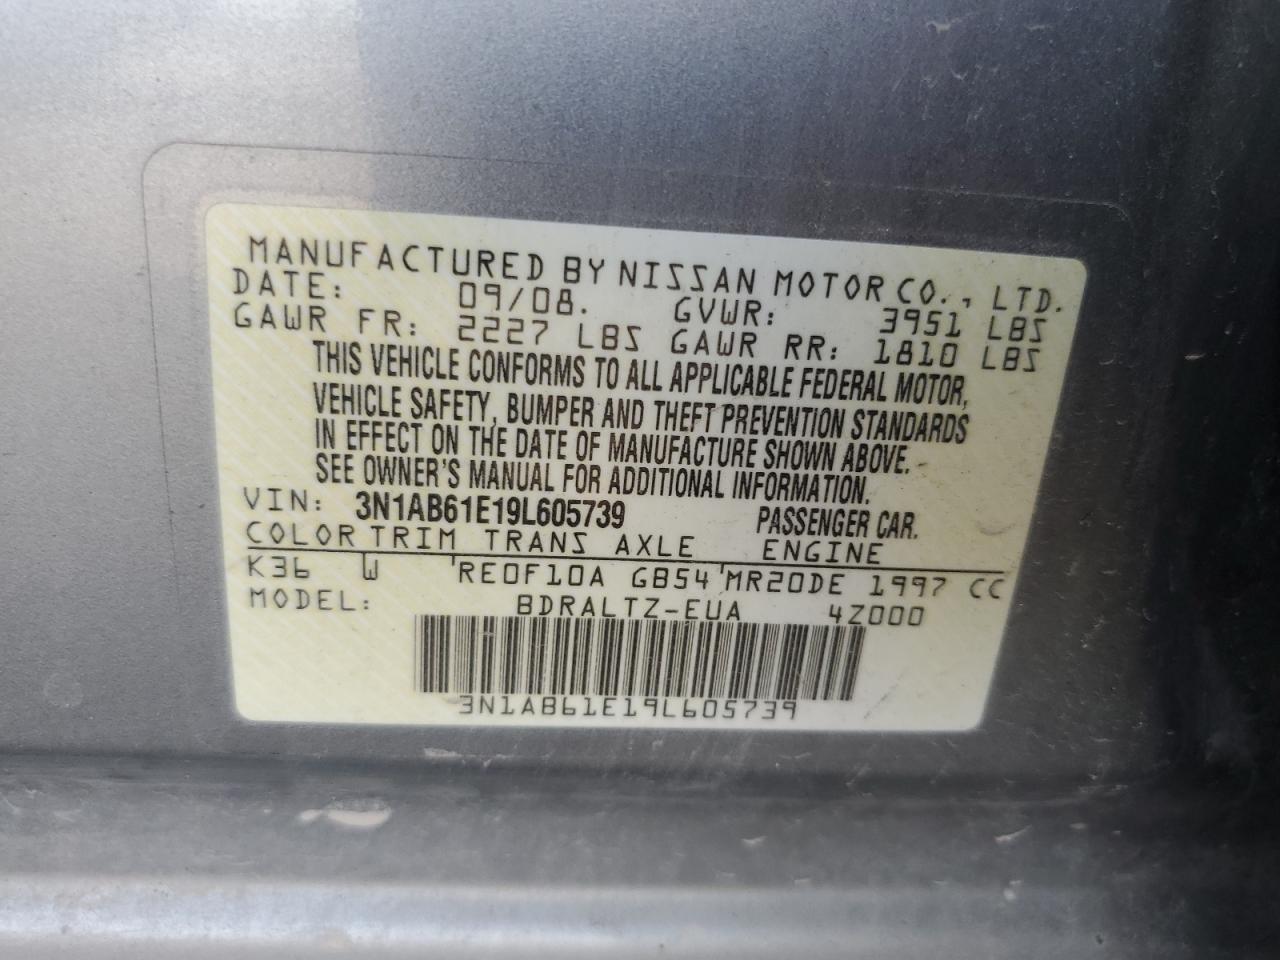 MANUFACTURED BY NISSAN MOTOR CO., LTD.
DATE: 09/08. GVWR: 3951 LBS
GAWR FR: 2227 LBS GAWR RR: 1810 LBS
THIS VEHICLE CONFORMS TO ALL APPLICABLE FEDERAL MOTOR,
VEHICLE SAFETY, BUMPER AND THEFT PREVENTION STANDARDS
IN EFFECT ON THE DATE OF MANUFACTURE SHOWN ABOVE.
SEE OWNER'S MANUAL FOR ADDITIONAL INFORMATION.
VIN: 3N1AB61E19L605739 PASSENGER CAR.
COLOR TRIM TRANS AXLE ENGINE
K36 W 'RE0F10A GB54'MR20DE 1997 CC
MODEL: BDRALTZ-EUA 4Z000
3N1AB61E19L605739